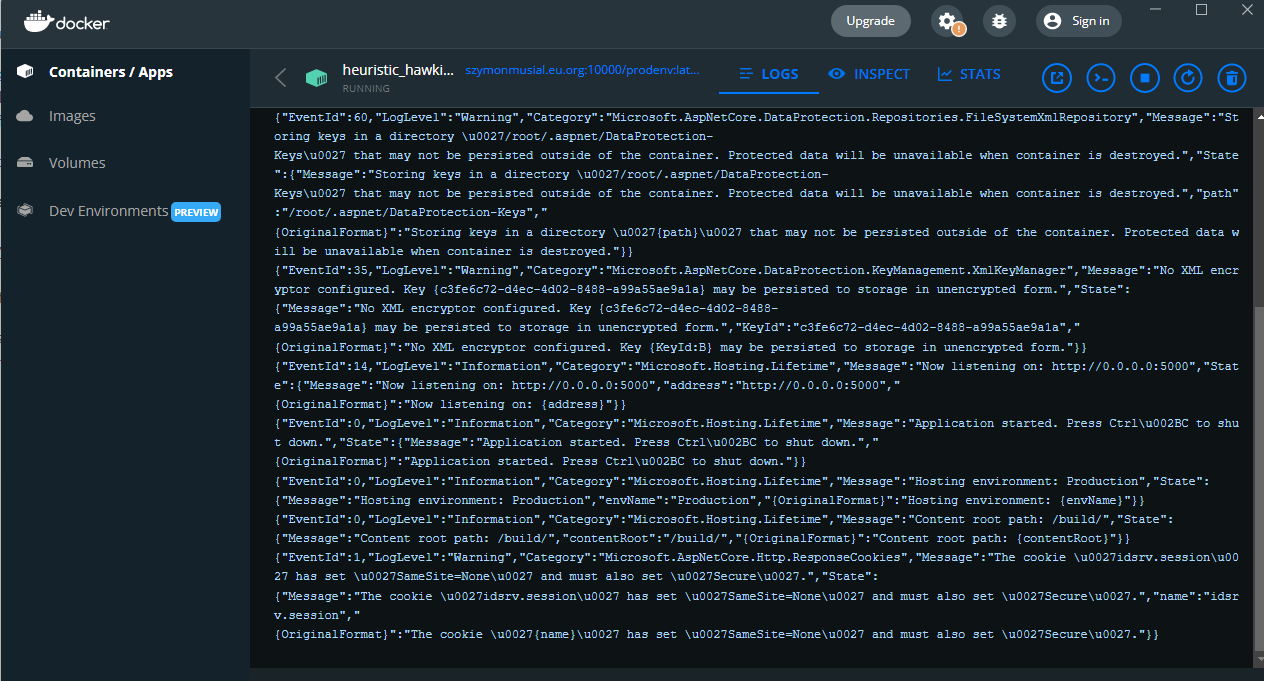 docker
Upgrade
!
Sign in
Containers / Apps
Images
Volumes
Dev Environments PREVIEW
heuristic_hawki...
RUNNING
szymonmusial.eu.org:10000/prodenv:lat...
LOGS
INSPECT
STATS
{"EventId":60,"LogLevel":"Warning","Category":"Microsoft.AspNetCore.DataProtection.Repositories.FileSystemXmlRepository","Message":"St
oring keys in a directory \u0027/root/.aspnet/DataProtection-
Keys\u0027 that may not be persisted outside of the container. Protected data will be unavailable when container is destroyed.","State
":{"Message":"Storing keys in a directory \u0027/root/.aspnet/DataProtection-
Keys\u0027 that may not be persisted outside of the container. Protected data will be unavailable when container is destroyed.","path"
:"/root/.aspnet/DataProtection-Keys","
{OriginalFormat}":"Storing keys in a directory \u0027{path}\u0027 that may not be persisted outside of the container. Protected data w
ill be unavailable when container is destroyed."}}
{"EventId":35,"LogLevel":"Warning","Category":"Microsoft.AspNetCore.DataProtection.KeyManagement.XmlKeyManager","Message":"No XML encr
yptor configured. Key {c3fe6c72-d4ec-4d02-8488-a99a55ae9a1a} may be persisted to storage in unencrypted form.","State":
{"Message":"No XML encryptor configured. Key {c3fe6c72-d4ec-4d02-8488-
a99a55ae9a1a} may be persisted to storage in unencrypted form.","KeyId":"c3fe6c72-d4ec-4d02-8488-a99a55ae9a1a","
{OriginalFormat}":"No XML encryptor configured. Key {KeyId:B} may be persisted to storage in unencrypted form."}}
{"EventId":14,"LogLevel":"Information","Category":"Microsoft.Hosting.Lifetime","Message":"Now listening on: http://0.0.0.0:5000","Stat
e":{"Message":"Now listening on: http://0.0.0.0:5000","address":"http://0.0.0.0:5000","
{OriginalFormat}":"Now listening on: {address}"}}
{"EventId":0,"LogLevel":"Information","Category":"Microsoft.Hosting.Lifetime","Message":"Application started. Press Ctrl\u002BC to shu
t down.","State":{"Message":"Application started. Press Ctrl\u002BC to shut down.","
{OriginalFormat}":"Application started. Press Ctrl\u002BC to shut down."}}
{"EventId":0,"LogLevel":"Information","Category":"Microsoft.Hosting.Lifetime","Message":"Hosting environment: Production","State":
{"Message":"Hosting environment: Production","envName":"Production","{OriginalFormat}":"Hosting environment: {envName}"}}
{"EventId":0,"LogLevel":"Information","Category":"Microsoft.Hosting.Lifetime","Message":"Content root path: /build/","State":
{"Message":"Content root path: /build/","contentRoot":"/build/","{OriginalFormat}":"Content root path: {contentRoot}"}}
{"EventId":1,"LogLevel":"Warning","Category":"Microsoft.AspNetCore.Http.ResponseCookies","Message":"The cookie \u0027idsrv.session\u00
27 has set \u0027SameSite=None\u0027 and must also set \u0027Secure\u0027.","State":
{"Message":"The cookie \u0027idsrv.session\u0027 has set \u0027SameSite=None\u0027 and must also set \u0027Secure\u0027.","name":"idsr
v.session","
{OriginalFormat}":"The cookie \u0027{name}\u0027 has set \u0027SameSite=None\u0027 and must also set \u0027Secure\u0027."}}